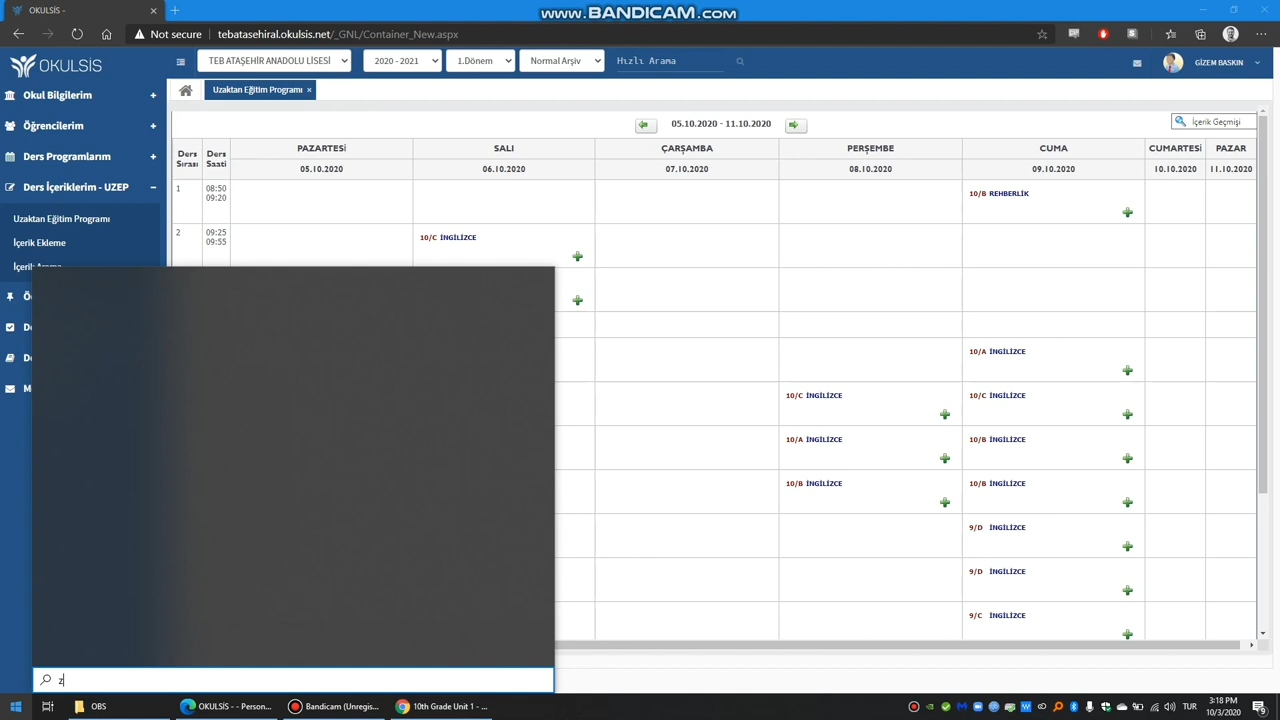 OKULSİS -
www.BANDICAM.com
Not secure
tebatasehiral.okulsis.net/_GNL/Container_New.aspx
OKULSİS
TEB ATAŞEHİR ANADOLU LİSESİ
2020 - 2021
1.Dönem
Normal Arşiv
Hızlı Arama
GİZEM BASKIN
Okul Bilgilerim
Öğrencilerim
Ders Programlarım
Ders İçeriklerim - UZEP
Uzaktan Eğitim Programı
İçerik Ekleme
Uzaktan Eğitim Programı ×
05.10.2020 - 11.10.2020
İçerik Geçmişi
Ders Sırası
Ders Saati
PAZARTESİ
SALI
ÇARŞAMBA
PERŞEMBE
CUMA
CUMARTESİ
PAZAR
05.10.2020
06.10.2020
07.10.2020
08.10.2020
09.10.2020
10.10.2020
11.10.2020
1
08:50
09:20
10/B REHBERLİK
2
09:25
09:55
10/C İNGİLİZCE
10/A İNGİLİZCE
10/C İNGİLİZCE
10/C İNGİLİZCE
10/A İNGİLİZCE
10/B İNGİLİZCE
10/B İNGİLİZCE
10/B İNGİLİZCE
9/D İNGİLİZCE
9/D İNGİLİZCE
9/C İNGİLİZCE
z
OBS
OKULSİS - - Person...
Bandicam (Unregis...
10th Grade Unit 1 - ...
TUR
3:18 PM
10/3/2020